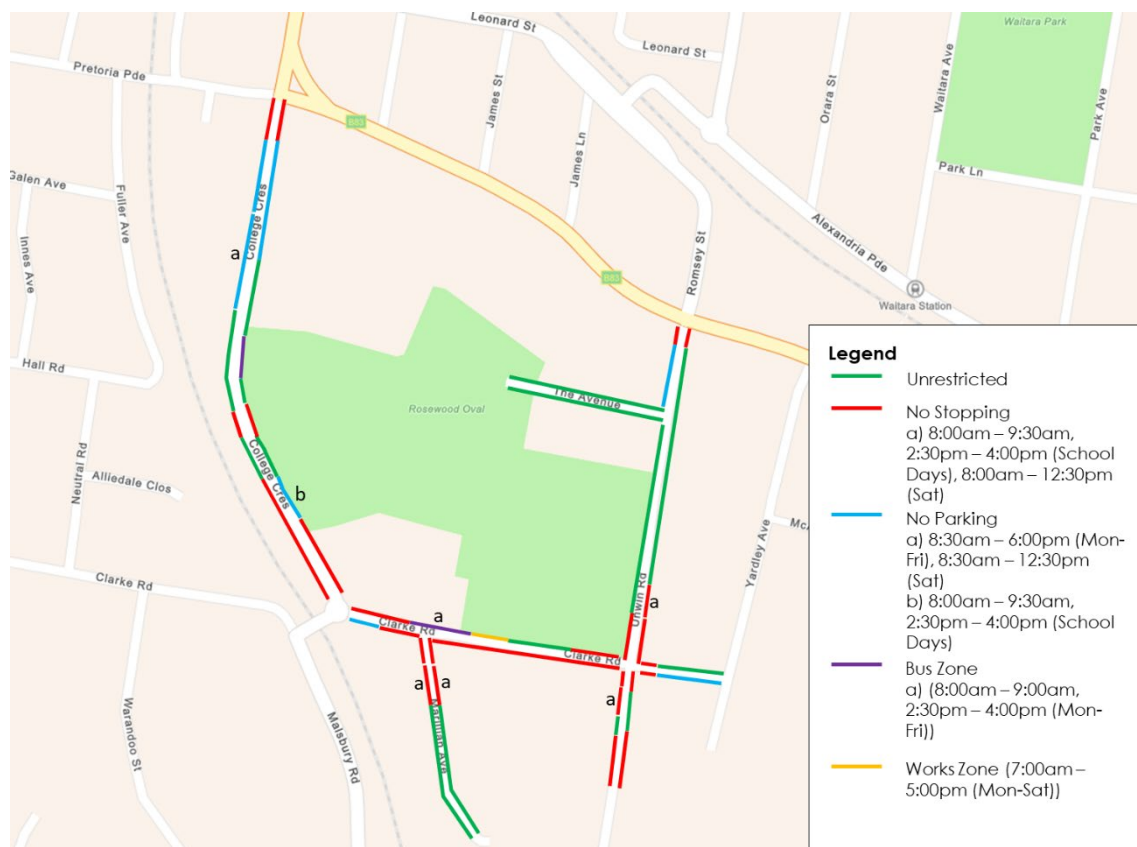 Leonard St
Leonard St
Waitara Park
Pretoria Pde
James St
Waitara Ave
Orara St
Park Ave
B83
James Ln
Park Ln
Galen Ave
Fuller Ave
College Cres
a
Innes Ave
Romsey St
Alexandria Pde
B83
Waitara Station
Hall Rd
The Avenue
Rosewood Oval
Neutral Rd
College Cres
Alliedale Clos
b
McA
Yardley Ave
Clarke Rd
Unwin Rd
a
a
Clarke Rd
Clarke Rd
a
a
a
Warandoo St
Malsbury Rd
Legend
Unrestricted
No Stopping
a) 8:00am – 9:30am,
2:30pm – 4:00pm (School
Days), 8:00am – 12:30pm
(Sat)
No Parking
a) 8:30am – 6:00pm (Mon-
Fri), 8:30am – 12:30pm
(Sat)
b) 8:00am – 9:30am,
2:30pm – 4:00pm (School
Days)
Bus Zone
a) (8:00am – 9:00am,
2:30pm – 4:00pm (Mon-
Fri))
Works Zone (7:00am –
5:00pm (Mon-Sat))